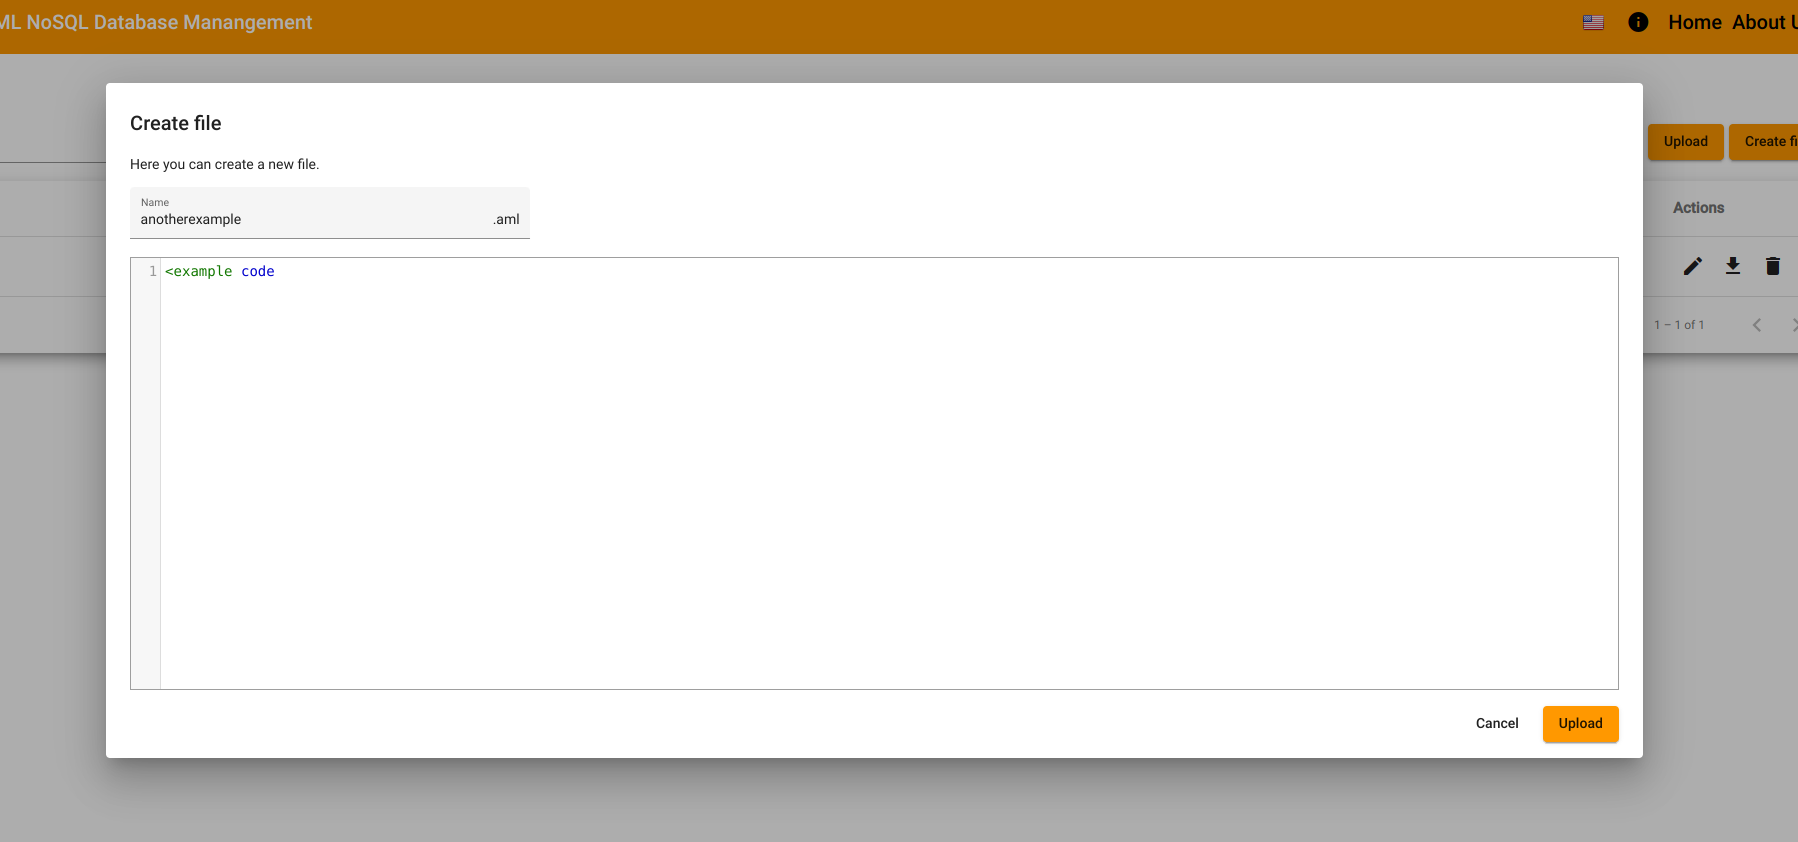 ML NoSQL Database Manangement
Home About U
Create file
Here you can create a new file.
Upload
Create fi
Name
anotherexample .aml
Actions
1 <example code
1 – 1 of 1
Cancel
Upload